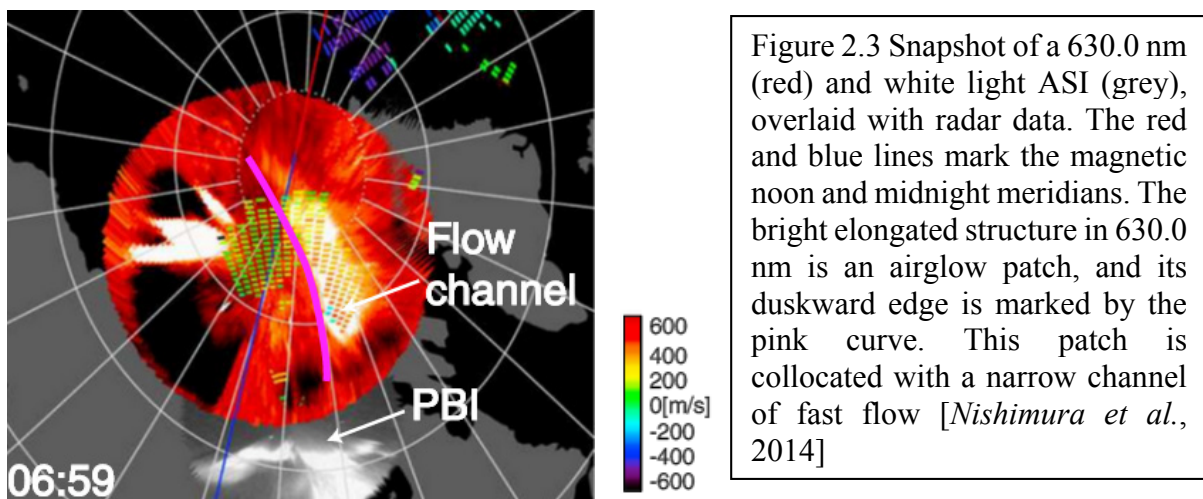 Flow
channel
PBI
06:59
600
400
200
0[m/s]
-200
-400
-600
Figure 2.3 Snapshot of a 630.0 nm
(red) and white light ASI (grey),
overlaid with radar data. The red
and blue lines mark the magnetic
noon and midnight meridians. The
bright elongated structure in 630.0
nm is an airglow patch, and its
duskward edge is marked by the
pink curve. This patch is
collocated with a narrow channel
of fast flow [Nishimura et al.,
2014]